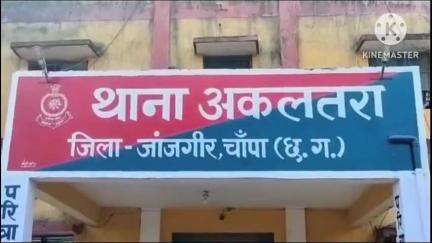 KINEMASTER
थाना अकलतरा
जिला - जांजगीर, चाँपा (छ.ग.)